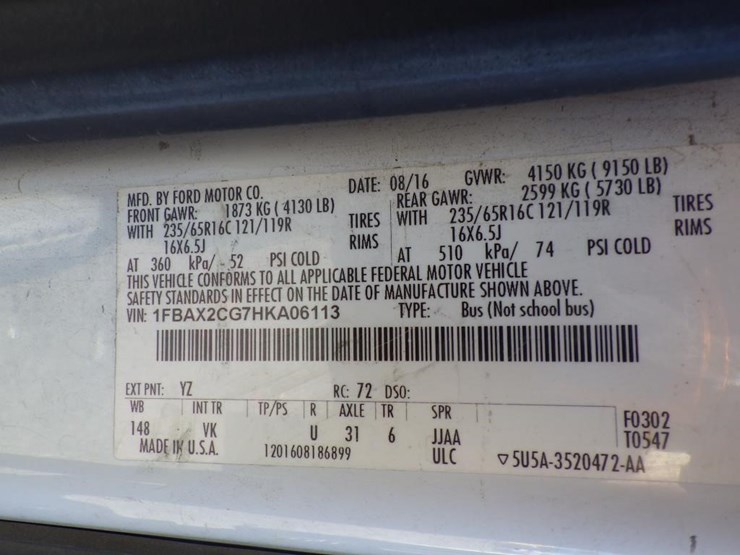 MFD. BY FORD MOTOR CO. DATE: 08/16 GVWR: 4150 KG ( 9150 LB)
FRONT GAWR: 1873 KG ( 4130 LB) REAR GAWR: 2599 KG ( 5730 LB)
WITH 235/65R16C 121/119R TIRES WITH 235/65R16C 121/119R TIRES
16X6.5J RIMS 16X6.5J RIMS
AT 360 kPa/ 52 PSI COLD AT 510 kPa/ 74 PSI COLD
THIS VEHICLE CONFORMS TO ALL APPLICABLE FEDERAL MOTOR VEHICLE
SAFETY STANDARDS IN EFFECT ON THE DATE OF MANUFACTURE SHOWN ABOVE.
VIN: 1FBAX2CG7HKA06113 TYPE: Bus (Not school bus)
EXT PNT: YZ RC: 72 DSO:
WB INT TR TP/PS R AXLE TR SPR F0302
148 VK U 31 6 JJAA T0547
MADE IN U.S.A. 1201608186899 ULC ▽5U5A-3520472-AA